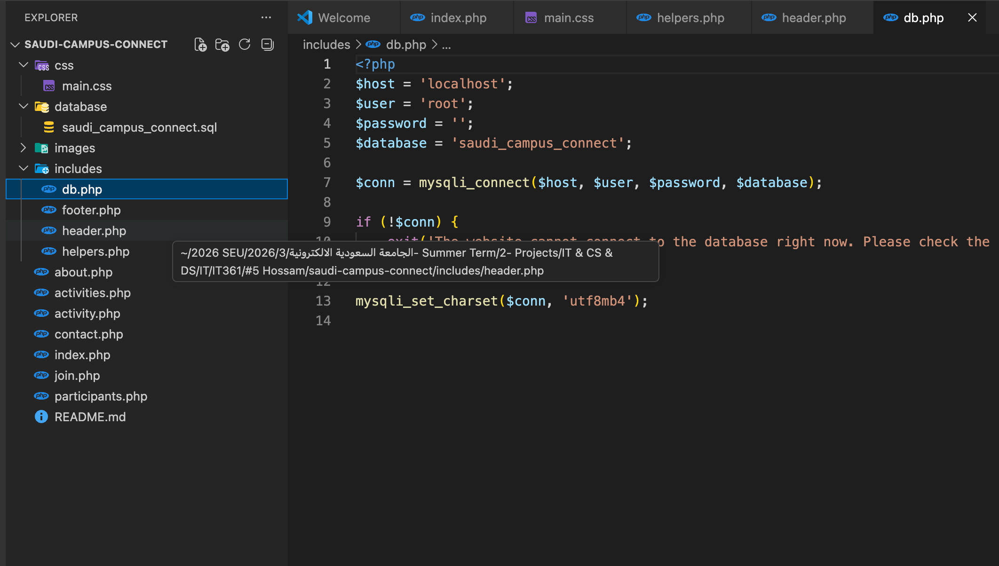 EXPLORER
SAUDI-CAMPUS-CONNECT
css
main.css
database
saudi_campus_connect.sql
images
includes
db.php
footer.php
header.php
helpers.php
about.php
activities.php
activity.php
contact.php
index.php
join.php
participants.php
README.md
Welcome
index.php
main.css
helpers.php
header.php
db.php
includes > db.php > ...
1 <?php
2 $host = 'localhost';
3 $user = 'root';
4 $password = '';
5 $database = 'saudi_campus_connect';
6
7 $conn = mysqli_connect($host, $user, $password, $database);
8
9 if (!$conn) {
10 exit('The website cannot connect to the database right now. Please check the
~/2026 SEU/2026/3/الجامعة السعودية الالكترونية- Summer Term/2- Projects/IT & CS &
DS/IT/IT361/#5 Hossam/saudi-campus-connect/includes/header.php
12
13 mysqli_set_charset($conn, 'utf8mb4');
14